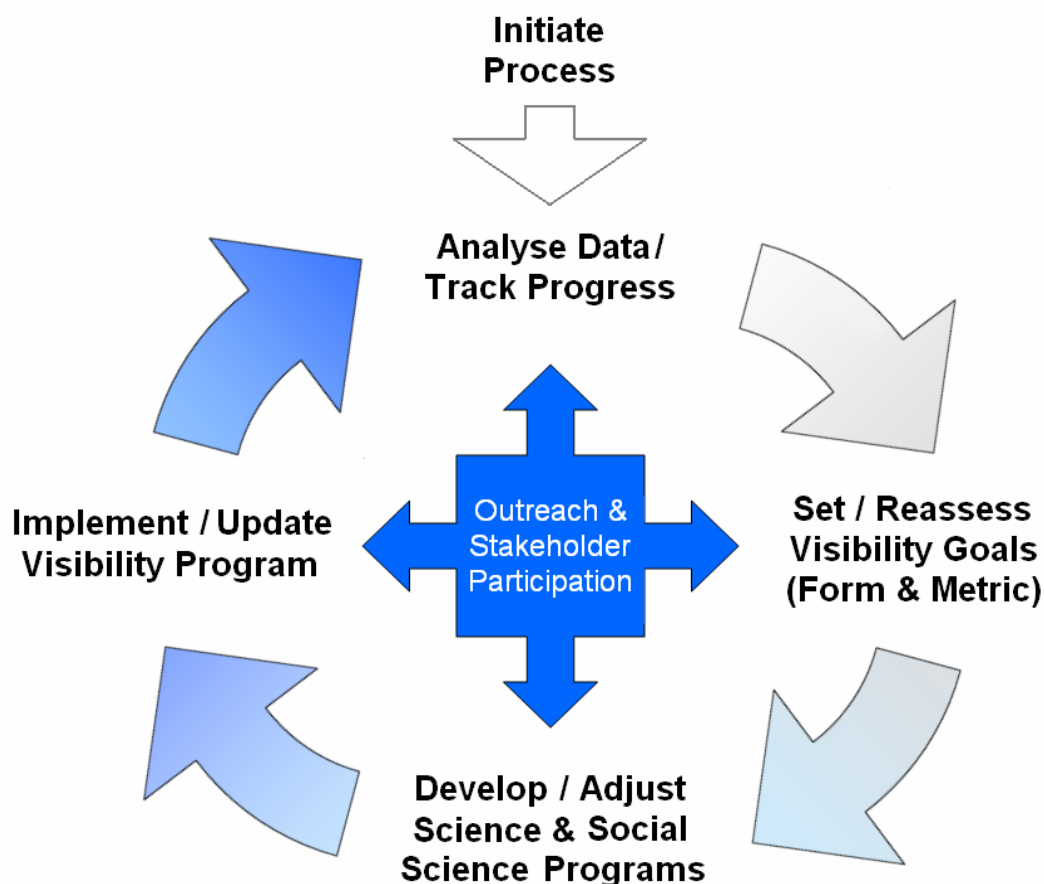 Initiate
Process
Analyse Data/
Track Progress
Implement / Update
Visibility Program
Outreach &
Stakeholder
Participation
Set / Reassess
Visibility Goals
(Form & Metric)
Develop / Adjust
Science & Social
Science Programs